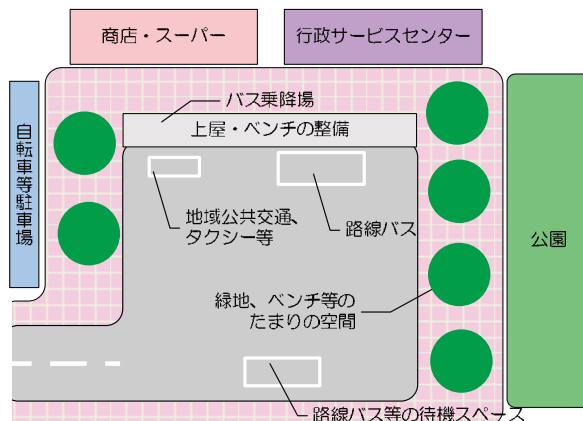 商店・スーパー
行政サービスセンター
バス乗降場
上屋・ベンチの整備
自転車等駐車場
地域公共交通、
タクシー等
路線バス
公園
緑地、ベンチ等の
たまりの空間
路線バス等の待機スペース